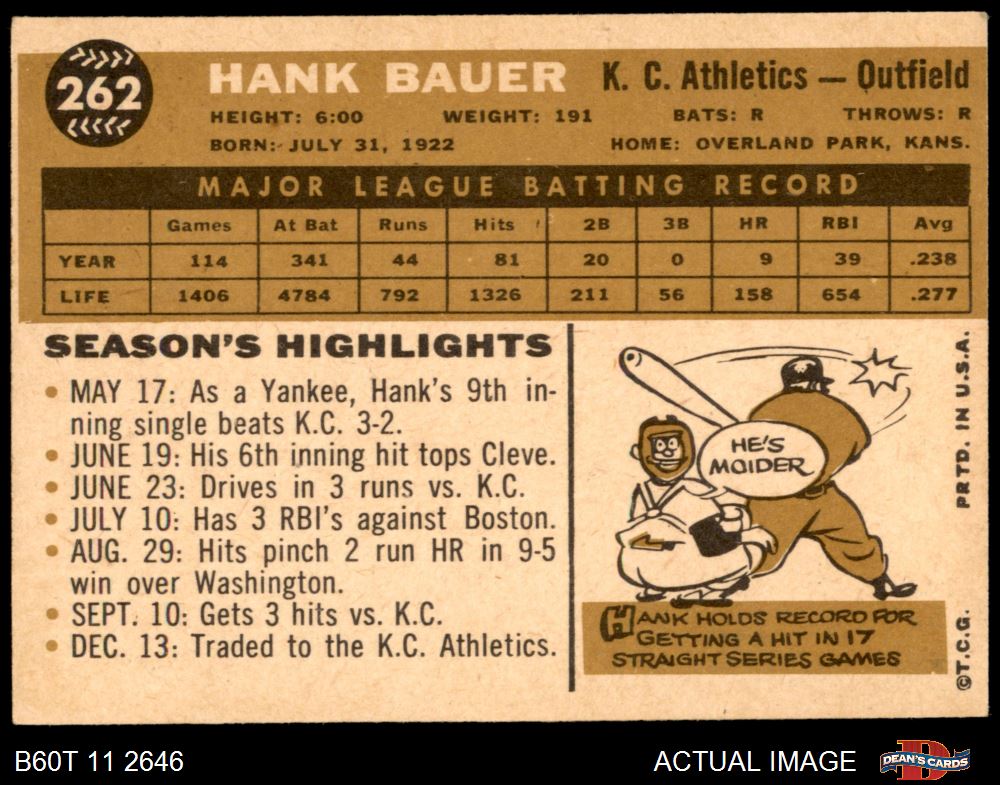 262
HANK BAUER K. C. Athletics — Outfield
HEIGHT: 6:00 WEIGHT: 191 BATS: R THROWS: R
BORN: JULY 31, 1922 HOME: OVERLAND PARK, KANS.
MAJOR LEAGUE BATTING RECORD
Games At Bat Runs Hits 2B 3B HR RBI Avg
YEAR 114 341 44 81 20 0 9 39 .238
LIFE 1406 4784 792 1326 211 56 158 654 .277
SEASON'S HIGHLIGHTS
• MAY 17: As a Yankee, Hank's 9th in-
ning single beats K.C. 3-2.
• JUNE 19: His 6th inning hit tops Cleve.
• JUNE 23: Drives in 3 runs vs. K.C.
• JULY 10: Has 3 RBI's against Boston.
• AUG. 29: Hits pinch 2 run HR in 9-5
win over Washington.
• SEPT. 10: Gets 3 hits vs. K.C.
• DEC. 13: Traded to the K.C. Athletics.
HE'S
MOIDER
HANK HOLDS RECORD FOR
GETTING A HIT IN 17
STRAIGHT SERIES GAMES
PRTD. IN U.S.A.
©T.C.G.
B60T 11 2646 ACTUAL IMAGE
DEAN'S CARDS